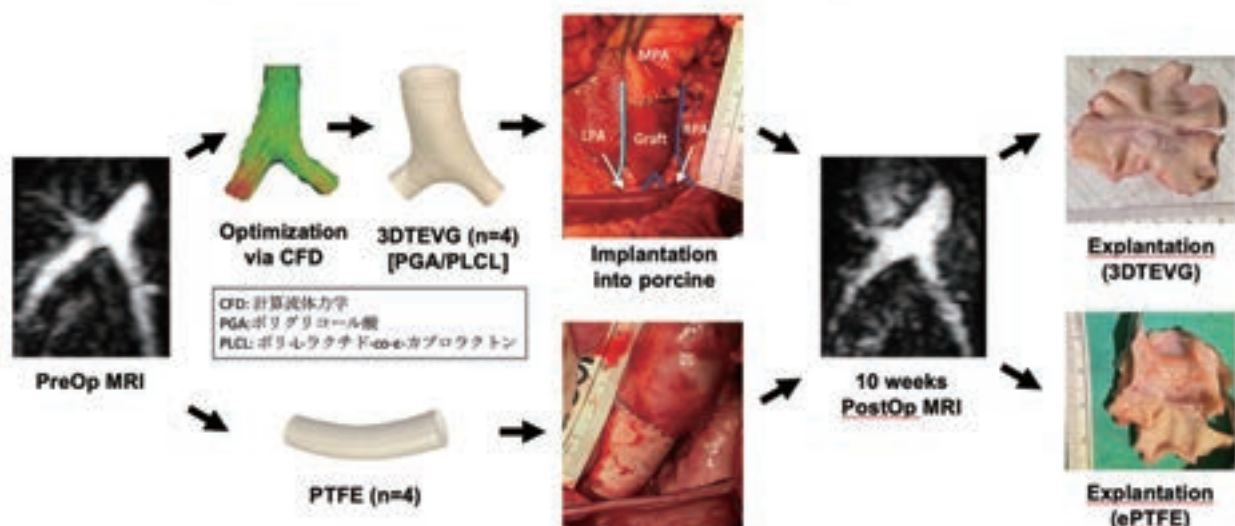 PreOp MRI
Optimization
via CFD
3DTEVG (n=4)
[PGA/PLCL]
CFD: 計算流体力学
PGA:ポリグリコール酸
PLCL: ポリ-L-ラクチド-co-ε-カプロラクトン
PTFE (n=4)
MPA
LPA
Graft
RPA
Implantation
into porcine
10 weeks
PostOp MRI
Explantation
(3DTEVG)
Explantation
(ePTFE)